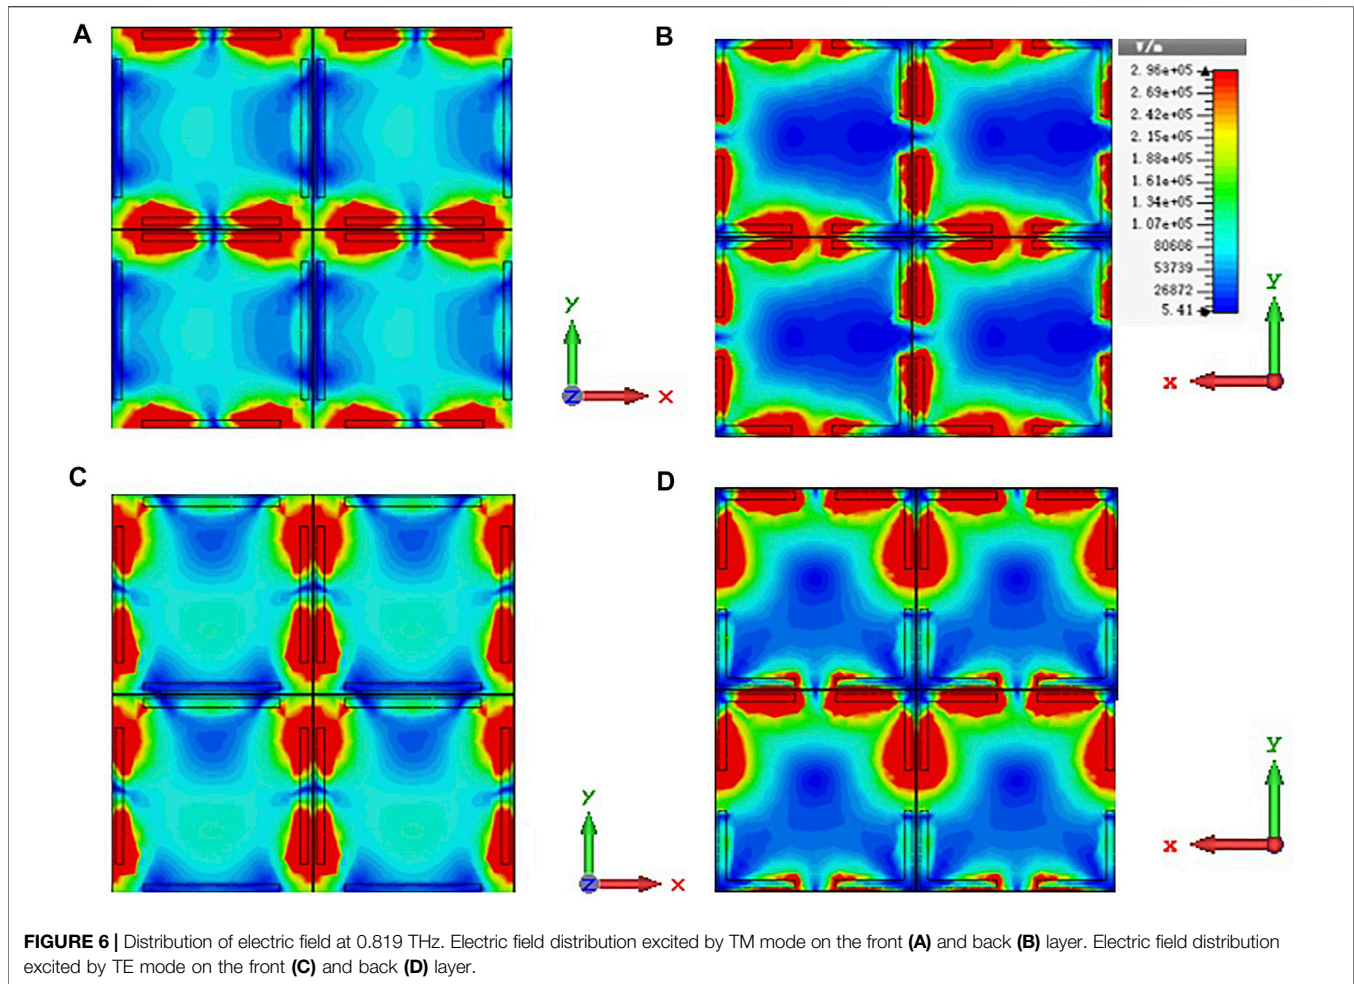 A
B
V/m
2.96e+05
2.69e+05
2.42e+05
2.15e+05
1.88e+05
1.61e+05
1.34e+05
1.07e+05
80606
53739
26872
5.41
Y
Z
X
Y
X
C
D
Y
Z
X
Y
X
FIGURE 6 | Distribution of electric field at 0.819 THz. Electric field distribution excited by TM mode on the front (A) and back (B) layer. Electric field distribution
excited by TE mode on the front (C) and back (D) layer.